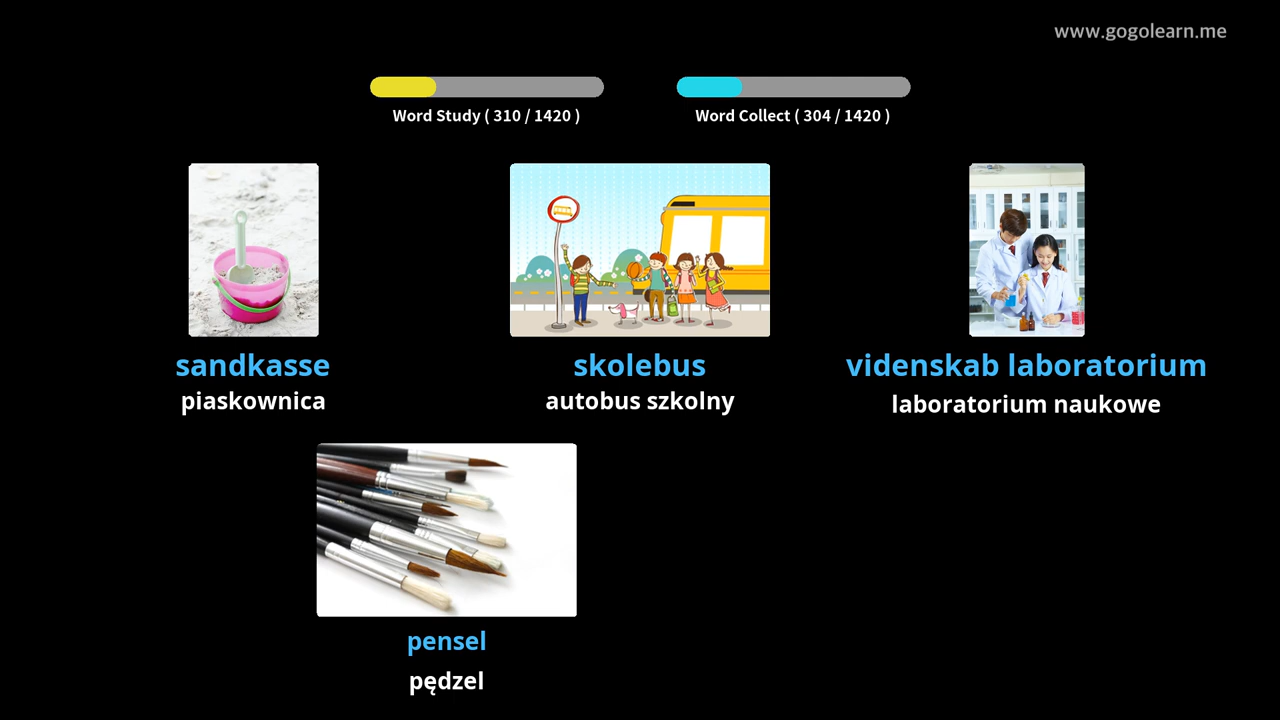 www.gogolearn.me
Word Study ( 310 / 1420 )
Word Collect ( 304 / 1420 )
sandkasse
piaskownica
skolebus
autobus szkolny
videnskab laboratorium
laboratorium naukowe
pensel
pędzel